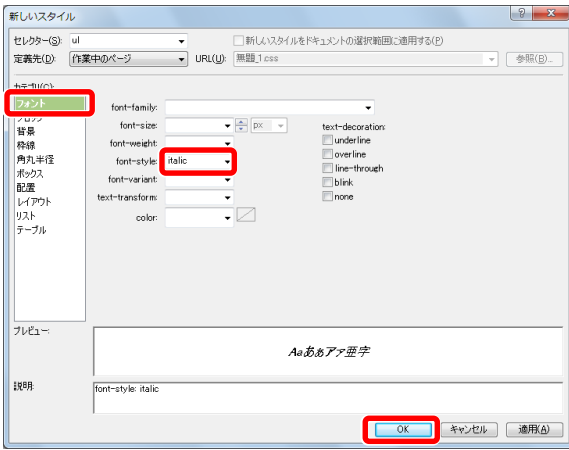 新しいスタイル
セレクター(S): ul 新しいスタイルをドキュメントの選択範囲に適用する(P)
定義先(D): 作業中のページ URL(U): 無題_1.css 参照(B)...
カテゴリ(C):
フォント
ブロック
背景
枠線
角丸半径
ボックス
配置
レイアウト
リスト
テーブル
font-family:
font-size: px
font-weight:
font-style: italic
font-variant:
text-transform:
color:
text-decoration:
underline
overline
line-through
blink
none
プレビュー:
Aaあぁアァ亜字
説明:
font-style: italic
OK キャンセル 適用(A)